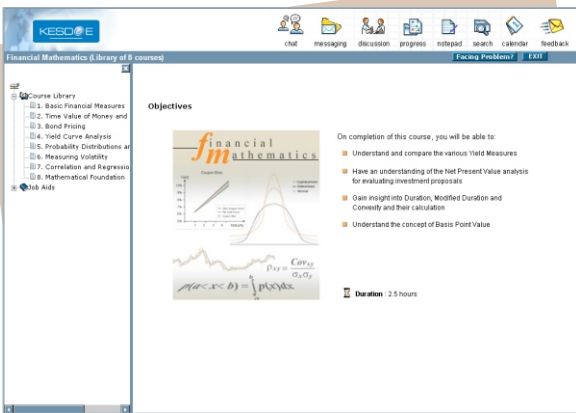 KESDEE
chat messaging discussion progress notepad search calendar feedback
Financial Mathematics (Library of 8 courses)
Facing Problem? EXIT
Course Library
1. Basic Financial Measures
2. Time Value of Money and
3. Bond Pricing
4. Yield Curve Analysis
5. Probability Distributions ar
6. Measuring Volatility
7. Correlation and Regressio
8. Mathematical Foundation
Job Aids
Objectives
financial
mathematics
On completion of this course, you will be able to:
Understand and compare the various Yield Measures
Have an understanding of the Net Present Value analysis
for evaluating investment proposals
Gain insight into Duration, Modified Duration and
Convexity and their calculation
Understand the concept of Basis Point Value
ρxy = Covxy / σxσy
p(a< x< b) = ∫ p(x)dx
Duration : 2.5 hours